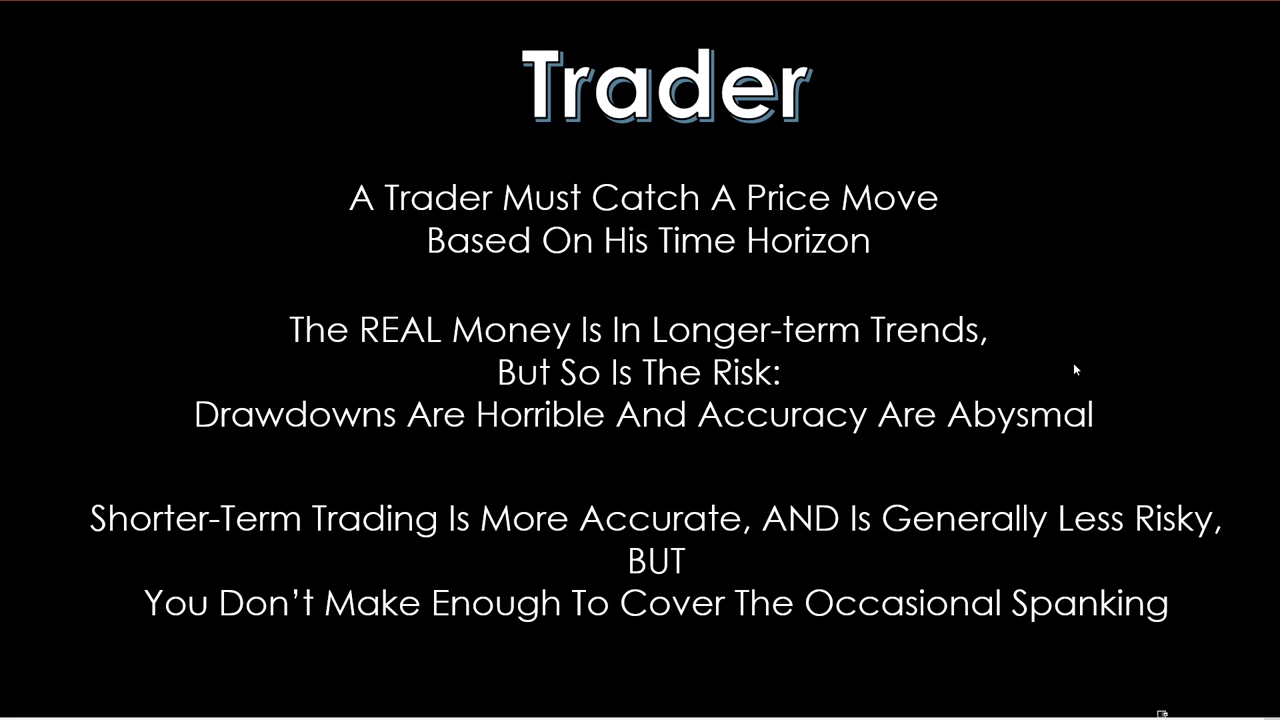 Trader
A Trader Must Catch A Price Move
Based On His Time Horizon
The REAL Money Is In Longer-term Trends,
But So Is The Risk:
Drawdowns Are Horrible And Accuracy Are Abysmal
Shorter-Term Trading Is More Accurate, AND Is Generally Less Risky,
BUT
You Don’t Make Enough To Cover The Occasional Spanking